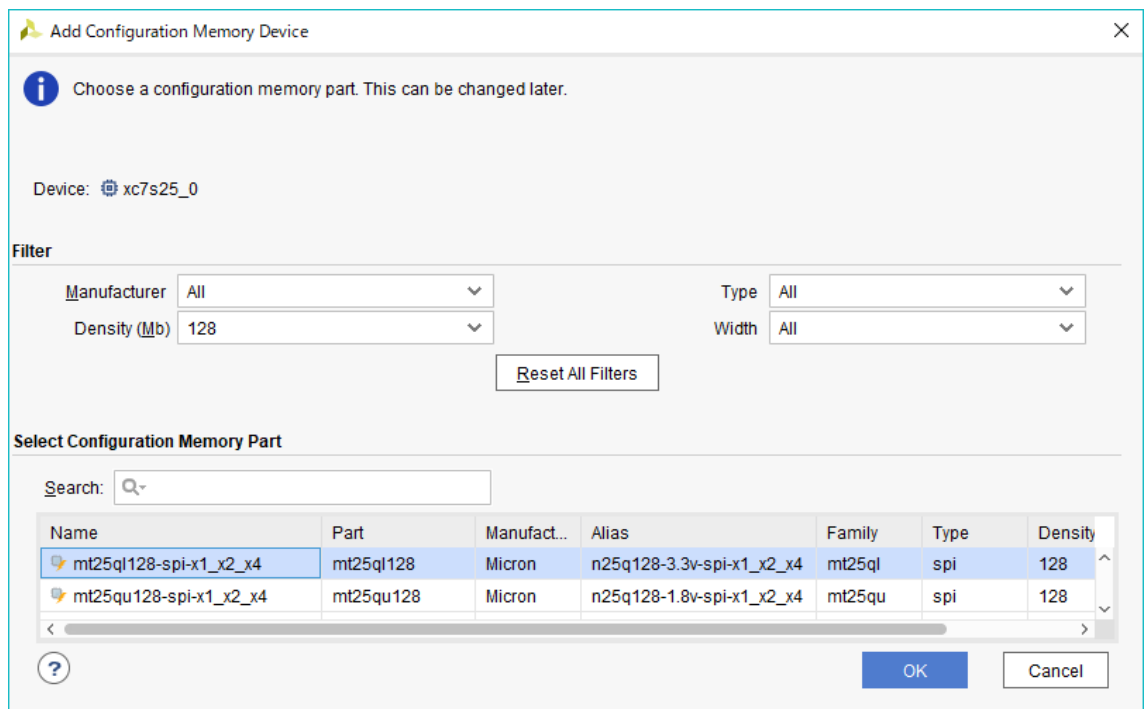 Add Configuration Memory Device
Choose a configuration memory part. This can be changed later.
Device: xc7s25_0
Filter
Manufacturer All Type All
Density (Mb) 128 Width All
Reset All Filters
Select Configuration Memory Part
Search:
Name Part Manufact... Alias Family Type Density
mt25ql128-spi-x1_x2_x4 mt25ql128 Micron n25q128-3.3v-spi-x1_x2_x4 mt25ql spi 128
mt25qu128-spi-x1_x2_x4 mt25qu128 Micron n25q128-1.8v-spi-x1_x2_x4 mt25qu spi 128
? OK Cancel